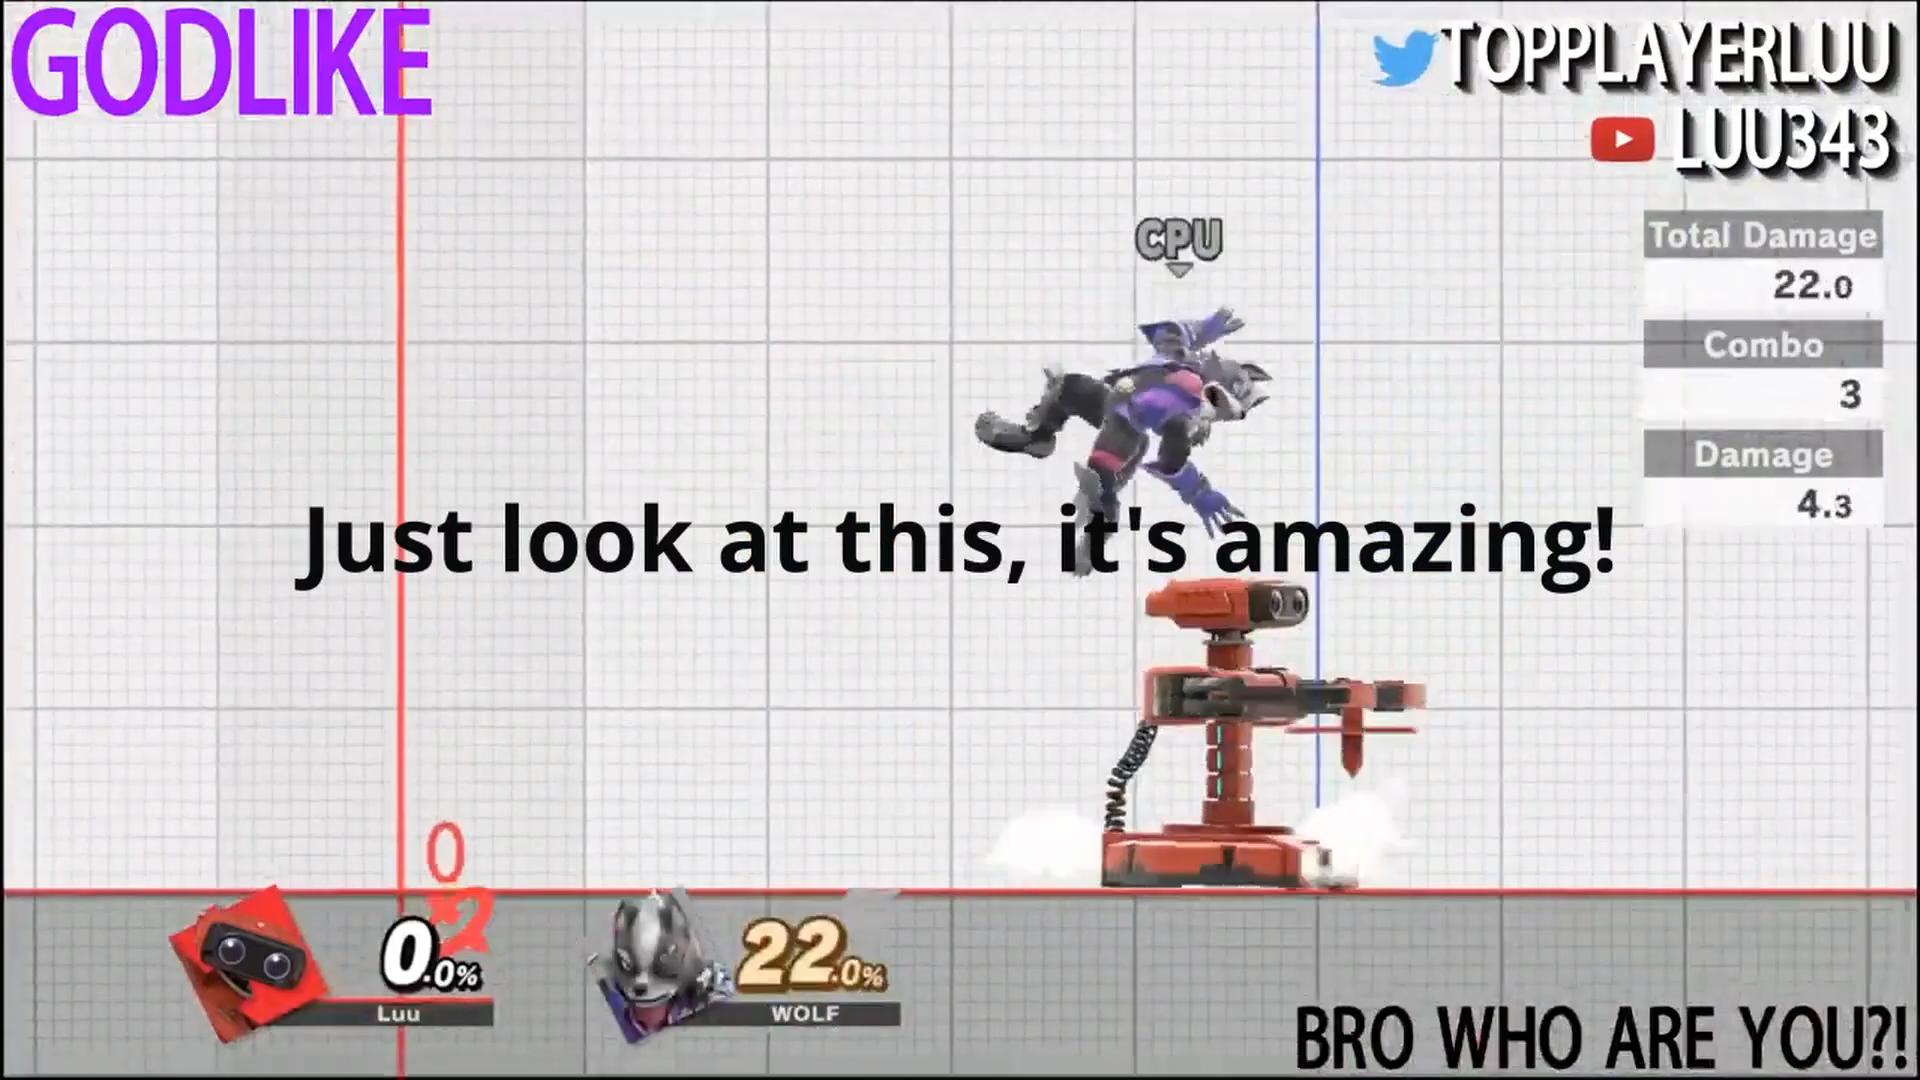 GODLIKE
TOPPLAYERLUU
LUU343
CPU
Total Damage
22.0
Combo
3
Damage
4.3
Just look at this, it's amazing!
0
0.0%
Luu
22.0%
WOLF
BRO WHO ARE YOU?!